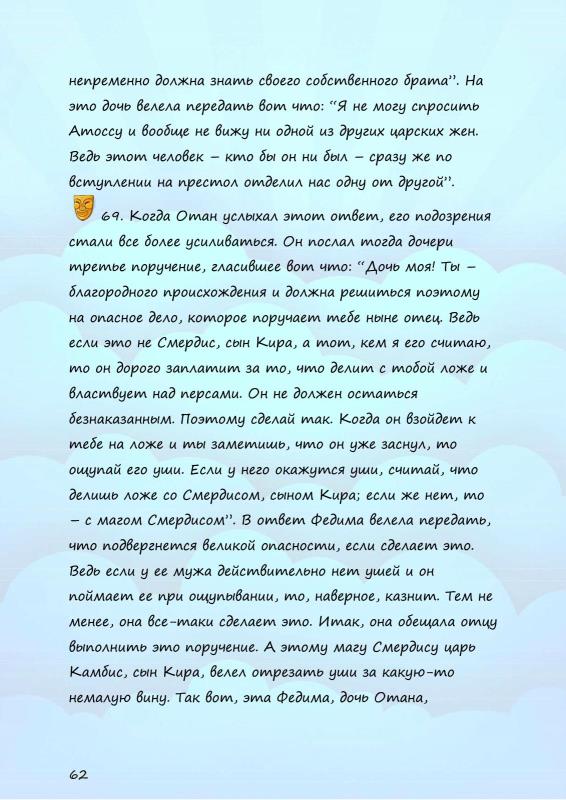 непременно должна знать своего собственного брата”. На
это дочь велела передать вот что: “Я не могу спросить
Атоссу и вообще не вижу ни одной из других царских жен.
Ведь этот человек – кто бы он ни был – сразу же по
вступлении на престол отделил нас одну от другой”.
69. Когда Отан услыхал этот ответ, его подозрения
стали все более усиливаться. Он послал тогда дочери
третье поручение, гласившее вот что: “Дочь моя! Ты –
благородного происхождения и должна решиться поэтому
на опасное дело, которое поручает тебе ныне отец. Ведь
если это не Смердис, сын Кира, а тот, кем я его считаю,
то он дорого заплатит за то, что делит с тобой ложе и
властвует над персами. Он не должен остаться
безнаказанным. Поэтому сделай так. Когда он взойдет к
тебе на ложе и ты заметишь, что он уже заснул, то
ощупай его уши. Если у него окажутся уши, считай, что
делишь ложе со Смердисом, сыном Кира; если же нет, то
– с магом Смердисом”. В ответ Федима велела передать,
что подвергнется великой опасности, если сделает это.
Ведь если у ее мужа действительно нет ушей и он
поймает ее при ощупывании, то, наверное, казнит. Тем не
менее, она все-таки сделает это. Итак, она обещала отцу
выполнить это поручение. А этому магу Смердису царь
Камбис, сын Кира, велел отрезать уши за какую-то
немалую вину. Так вот, эта Федима, дочь Отана,
62